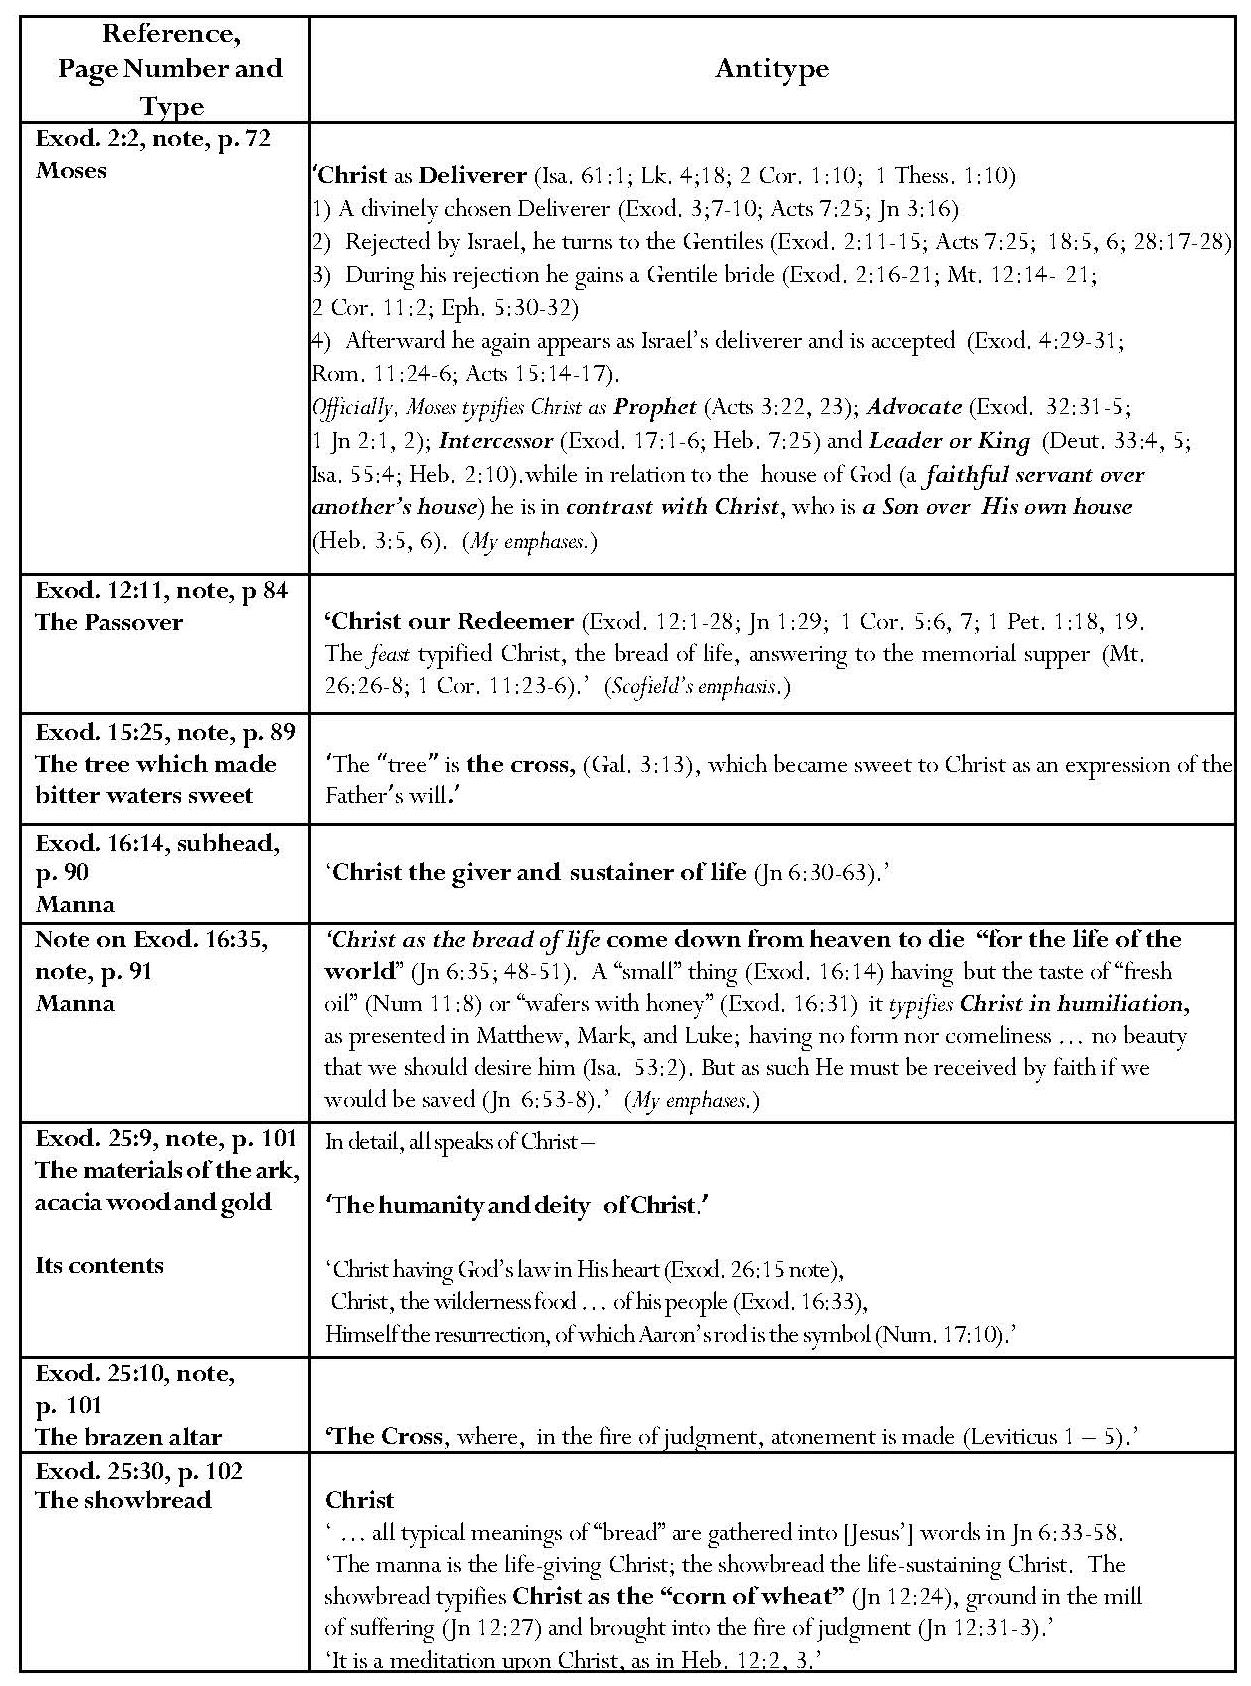 Reference,
Page Number and
Type
Antitype
Exod. 2:2, note, p. 72
Moses
‘Christ as Deliverer (Isa. 61:1; Lk. 4;18; 2 Cor. 1:10; 1 Thess. 1:10)
1) A divinely chosen Deliverer (Exod. 3;7-10; Acts 7:25; Jn 3:16)
2) Rejected by Israel, he turns to the Gentiles (Exod. 2:11-15; Acts 7:25; 18:5, 6; 28:17-28)
3) During his rejection he gains a Gentile bride (Exod. 2:16-21; Mt. 12:14- 21;
2 Cor. 11:2; Eph. 5:30-32)
4) Afterward he again appears as Israel’s deliverer and is accepted (Exod. 4:29-31;
Rom. 11:24-6; Acts 15:14-17).
Officially, Moses typifies Christ as Prophet (Acts 3:22, 23); Advocate (Exod. 32:31-5;
1 Jn 2:1, 2); Intercessor (Exod. 17:1-6; Heb. 7:25) and Leader or King (Deut. 33:4, 5;
Isa. 55:4; Heb. 2:10).while in relation to the house of God (a faithful servant over
another’s house) he is in contrast with Christ, who is a Son over His own house
(Heb. 3:5, 6). (My emphases.)
Exod. 12:11, note, p 84
The Passover
‘Christ our Redeemer (Exod. 12:1-28; Jn 1:29; 1 Cor. 5:6, 7; 1 Pet. 1:18, 19.
The feast typified Christ, the bread of life, answering to the memorial supper (Mt.
26:26-8; 1 Cor. 11:23-6).’ (Scofield’s emphasis.)
Exod. 15:25, note, p. 89
The tree which made
bitter waters sweet
‘The “tree” is the cross, (Gal. 3:13), which became sweet to Christ as an expression of the
Father’s will.’
Exod. 16:14, subhead,
p. 90
Manna
‘Christ the giver and sustainer of life (Jn 6:30-63).’
Note on Exod. 16:35,
note, p. 91
Manna
‘Christ as the bread of life come down from heaven to die “for the life of the
world” (Jn 6:35; 48-51). A “small” thing (Exod. 16:14) having but the taste of “fresh
oil” (Num 11:8) or “wafers with honey” (Exod. 16:31) it typifies Christ in humiliation,
as presented in Matthew, Mark, and Luke; having no form nor comeliness … no beauty
that we should desire him (Isa. 53:2). But as such He must be received by faith if we
would be saved (Jn 6:53-8).’ (My emphases.)
Exod. 25:9, note, p. 101
The materials of the ark,
acacia wood and gold
Its contents
In detail, all speaks of Christ –
‘The humanity and deity of Christ.’
‘Christ having God’s law in His heart (Exod. 26:15 note),
Christ, the wilderness food … of his people (Exod. 16:33),
Himself the resurrection, of which Aaron’s rod is the symbol (Num. 17:10).’
Exod. 25:10, note,
p. 101
The brazen altar
‘The Cross, where, in the fire of judgment, atonement is made (Leviticus 1 – 5).’
Exod. 25:30, p. 102
The showbread
Christ
‘ … all typical meanings of “bread” are gathered into [Jesus’] words in Jn 6:33-58.
‘The manna is the life-giving Christ; the showbread the life-sustaining Christ. The
showbread typifies Christ as the “corn of wheat” (Jn 12:24), ground in the mill
of suffering (Jn 12:27) and brought into the fire of judgment (Jn 12:31-3).’
‘It is a meditation upon Christ, as in Heb. 12:2, 3.’